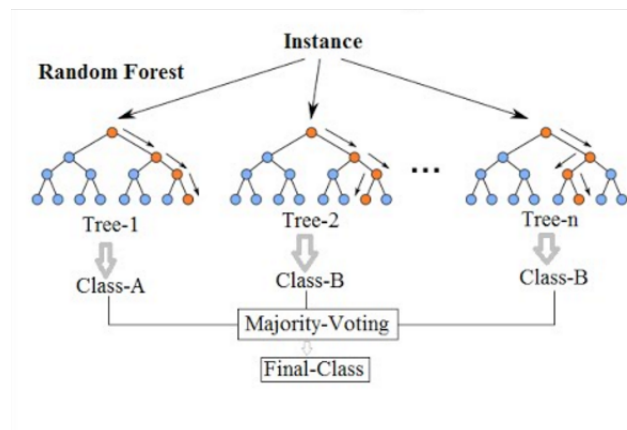 Instance
Random Forest
...
Tree-1
Tree-2
Tree-n
Class-A
Class-B
Class-B
Majority-Voting
Final-Class